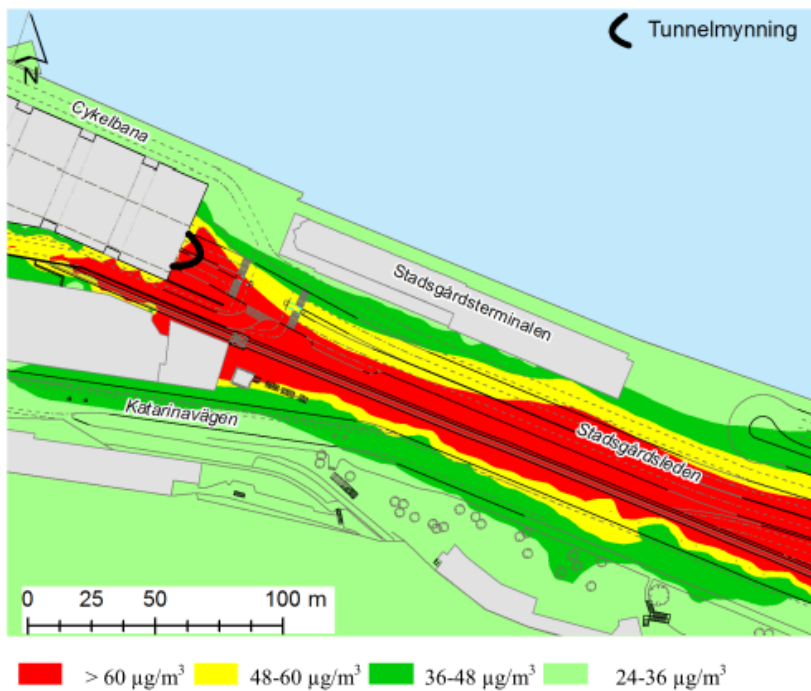 Tunnelmynning
N
Cykelbana
Stadsgårdsterminalen
Katarinavägen
Stadsgårdsleden
0 25 50 100 m
> 60 µg/m³ 48-60 µg/m³ 36-48 µg/m³ 24-36 µg/m³